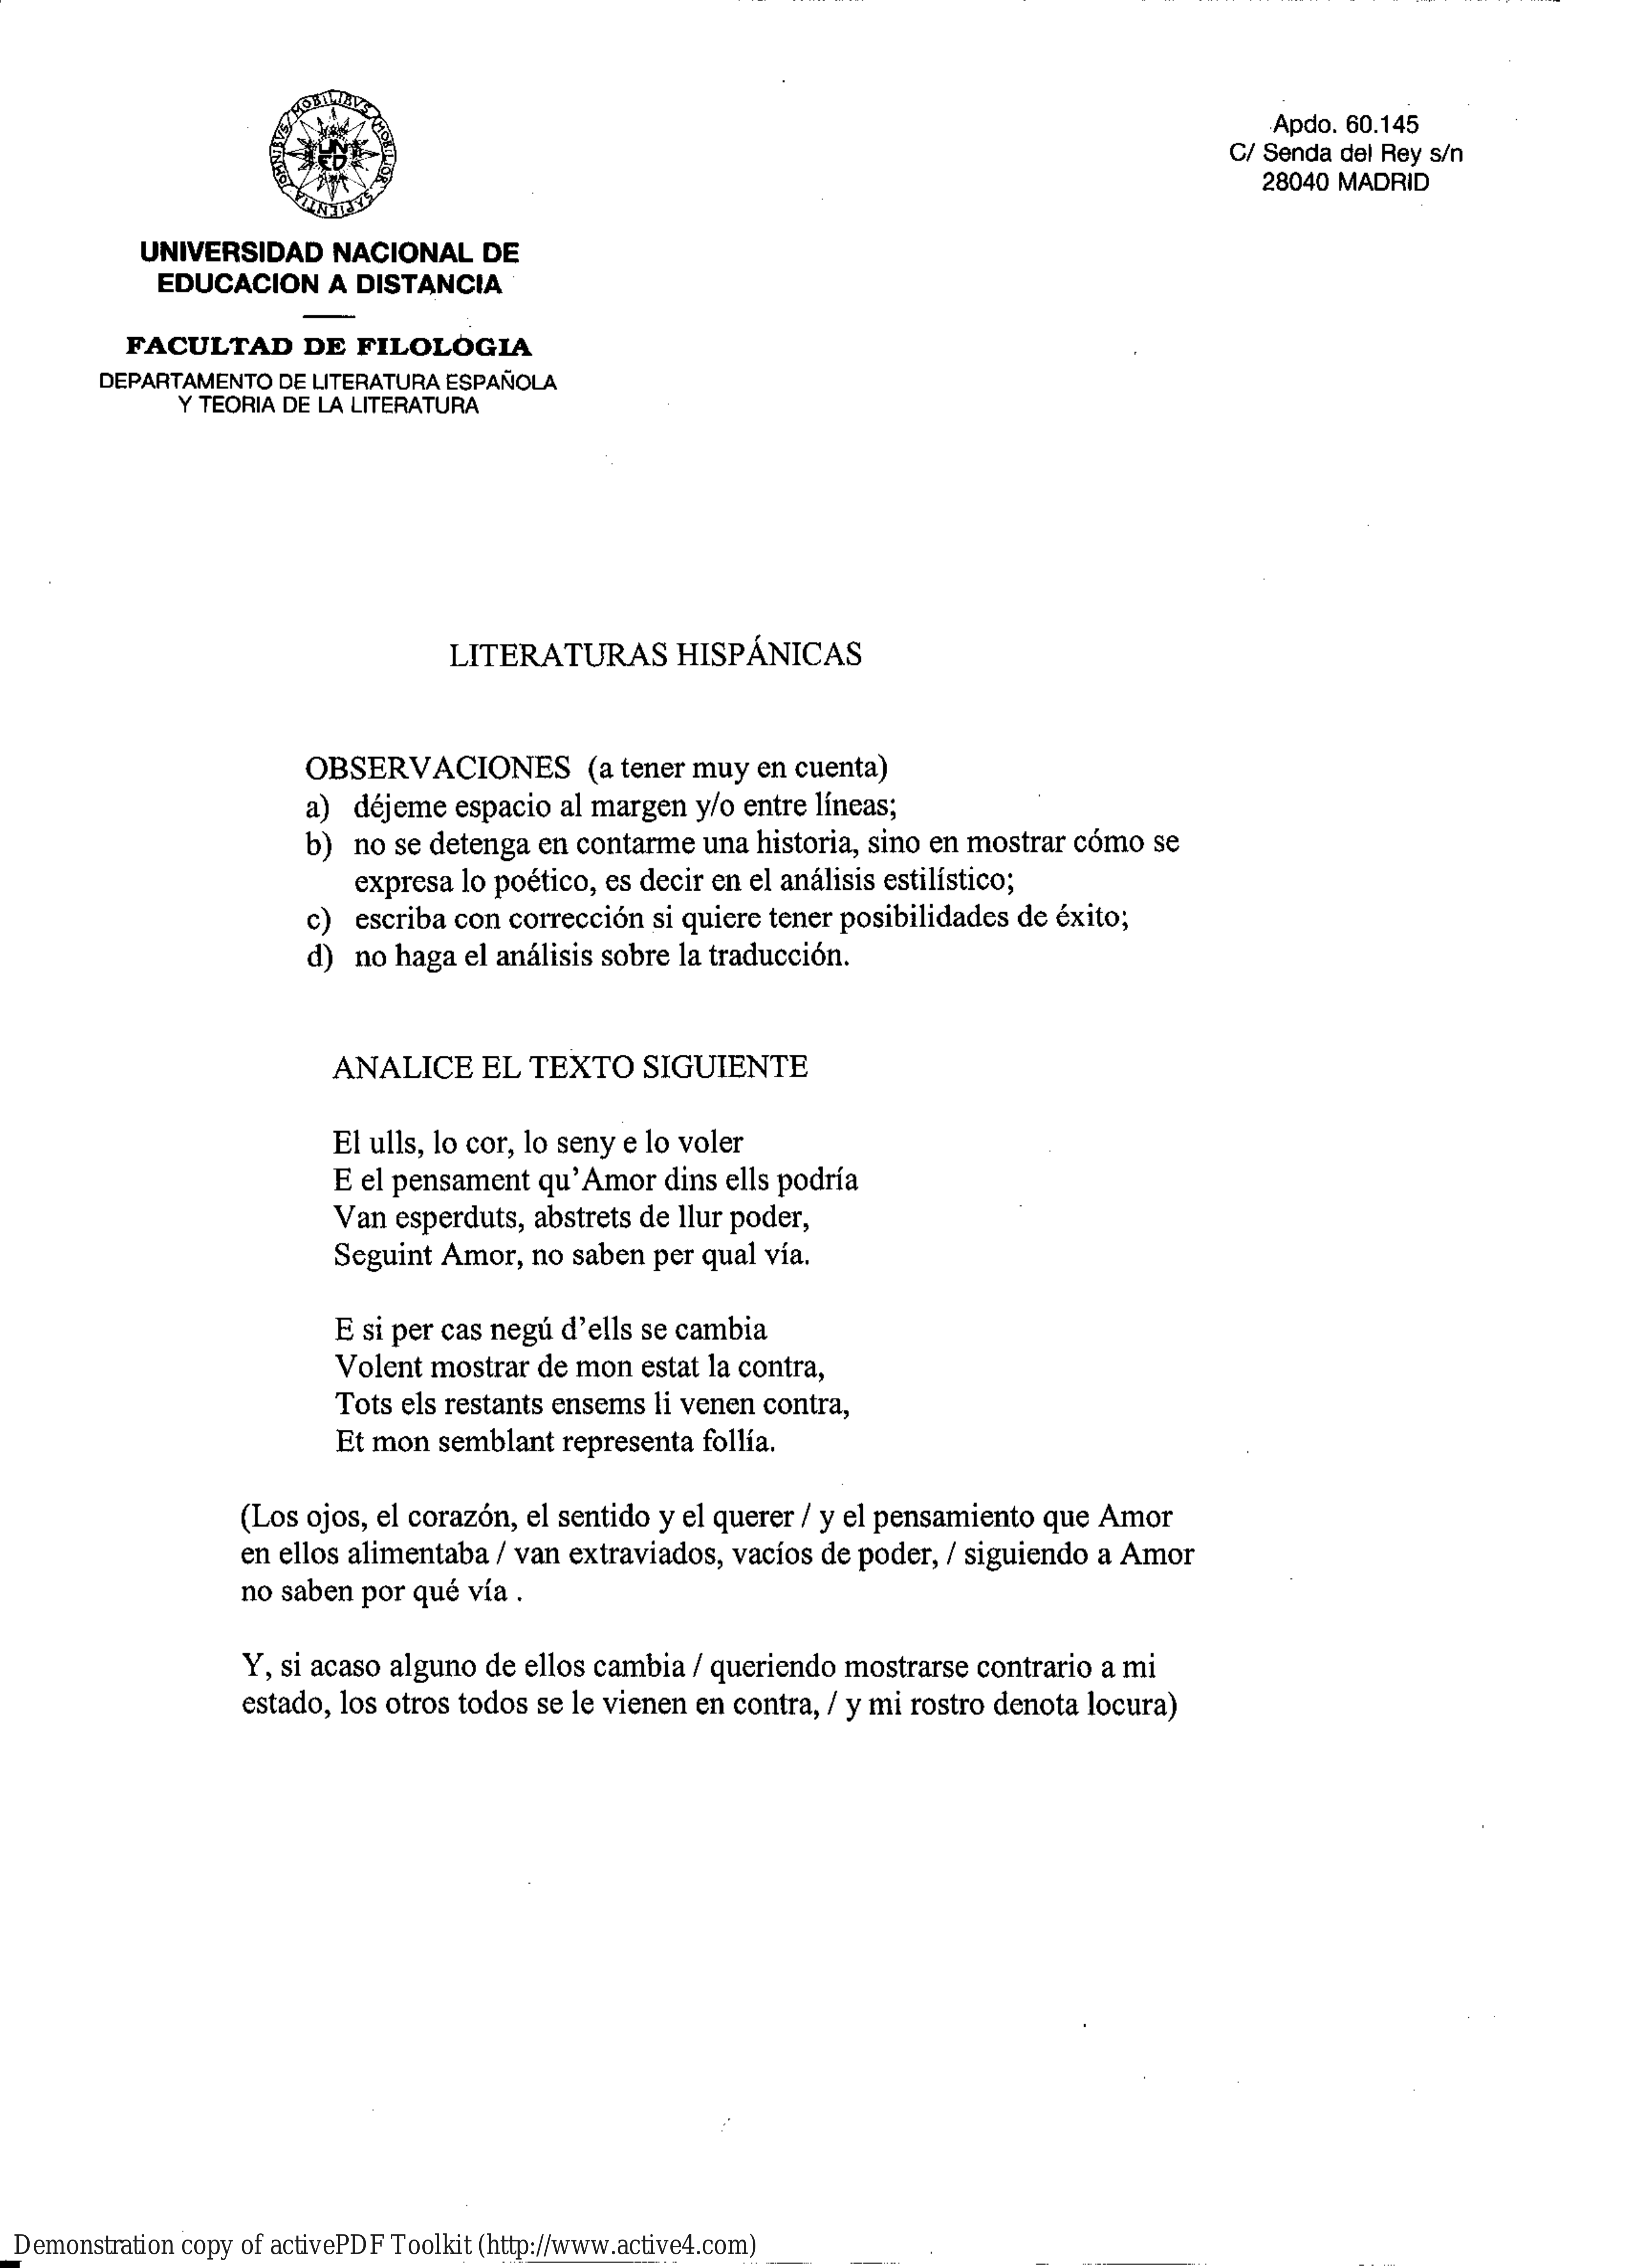 OMNIBVS MOBILIBVS MOBILIOR SAPIENTIA
UNED
Apdo. 60.145
C/ Senda del Rey s/n
28040 MADRID
UNIVERSIDAD NACIONAL DE
EDUCACION A DISTANCIA
FACULTAD DE FILOLOGIA
DEPARTAMENTO DE LITERATURA ESPAÑOLA
Y TEORIA DE LA LITERATURA
LITERATURAS HISPÁNICAS
OBSERVACIONES (a tener muy en cuenta)
a) déjeme espacio al margen y/o entre líneas;
b) no se detenga en contarme una historia, sino en mostrar cómo se
expresa lo poético, es decir en el análisis estilístico;
c) escriba con corrección si quiere tener posibilidades de éxito;
d) no haga el análisis sobre la traducción.
ANALICE EL TEXTO SIGUIENTE
El ulls, lo cor, lo seny e lo voler
E el pensament qu'Amor dins ells podría
Van esperduts, abstrets de llur poder,
Seguint Amor, no saben per qual vía.
E si per cas negú d'ells se cambia
Volent mostrar de mon estat la contra,
Tots els restants ensems li venen contra,
Et mon semblant representa follía.
(Los ojos, el corazón, el sentido y el querer / y el pensamiento que Amor
en ellos alimentaba / van extraviados, vacíos de poder, / siguiendo a Amor
no saben por qué vía .
Y, si acaso alguno de ellos cambia / queriendo mostrarse contrario a mi
estado, los otros todos se le vienen en contra, / y mi rostro denota locura)
Demonstration copy of activePDF Toolkit (http://www.active4.com)